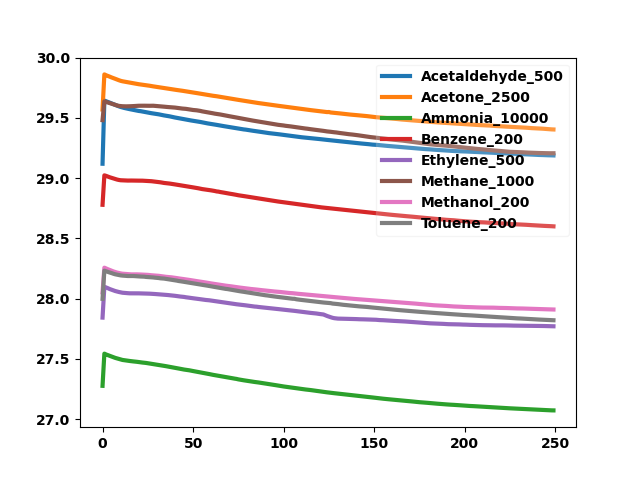 30.0
29.5
29.0
28.5
28.0
27.5
27.0
0
50
100
150
200
250
Acetaldehyde_500
Acetone_2500
Ammonia_10000
Benzene_200
Ethylene_500
Methane_1000
Methanol_200
Toluene_200